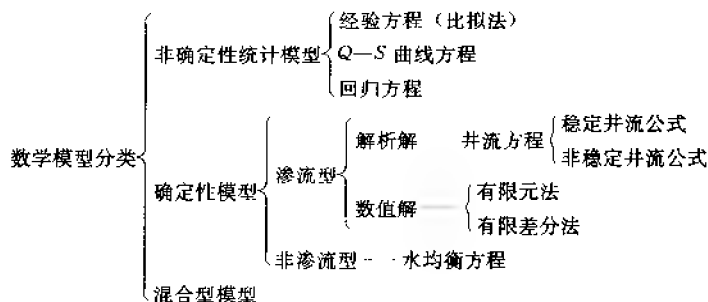 经验方程（比拟法）
非确定性统计模型
Q—S 曲线方程
回归方程
数学模型分类
稳定井流公式
解析解
井流方程
非稳定井流公式
渗流型
确定性模型
有限元法
数值解
有限差分法
非渗流型 — 水均衡方程
混合型模型